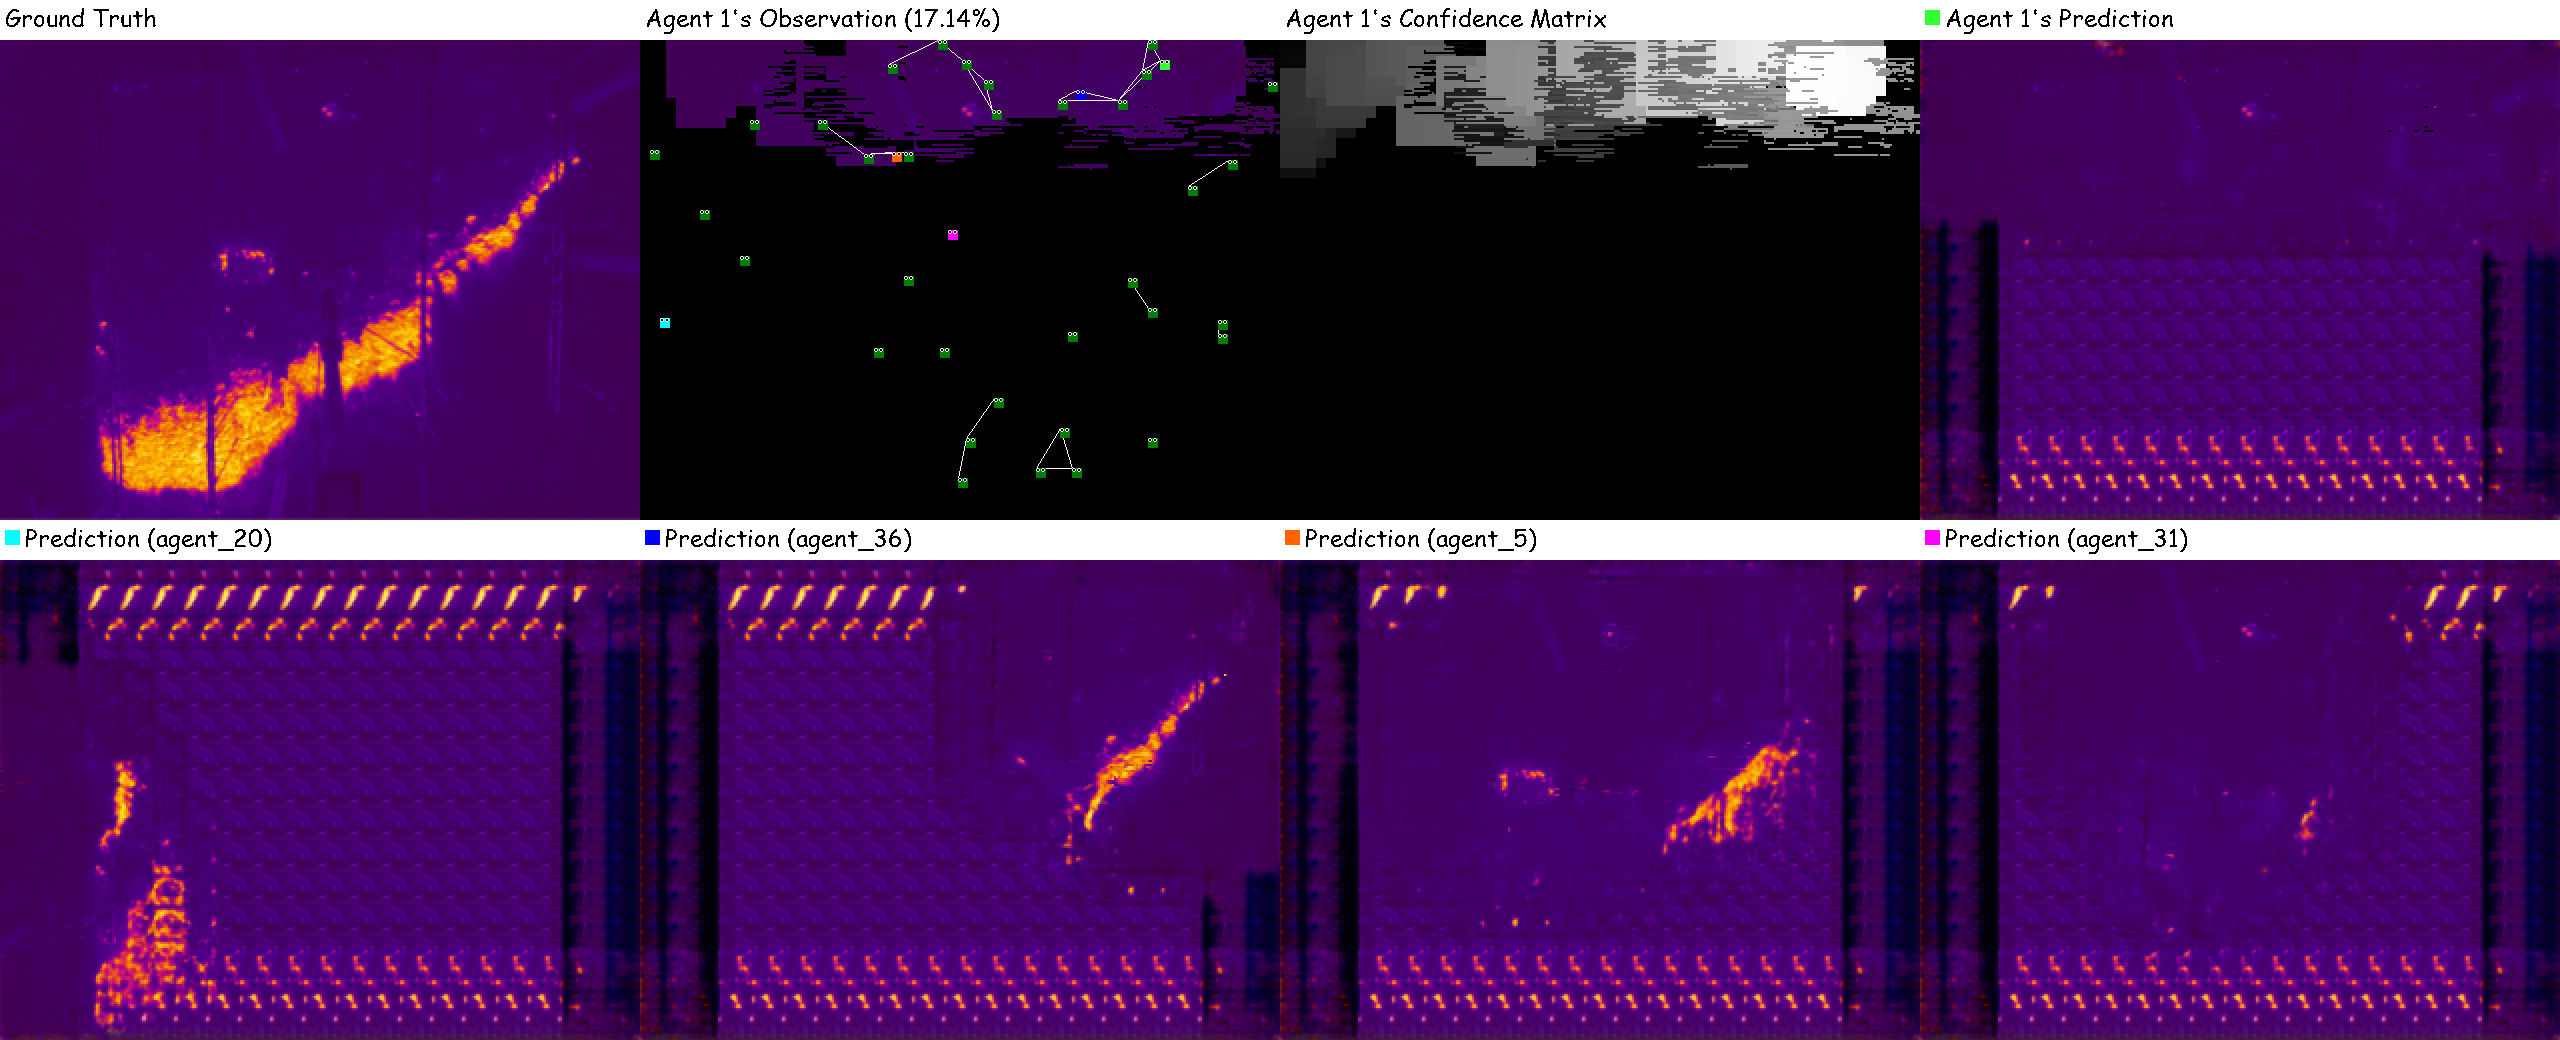 Ground Truth
Agent 1's Observation (17.14%)
Agent 1's Confidence Matrix
Agent 1's Prediction
Prediction (agent_20)
Prediction (agent_36)
Prediction (agent_5)
Prediction (agent_31)